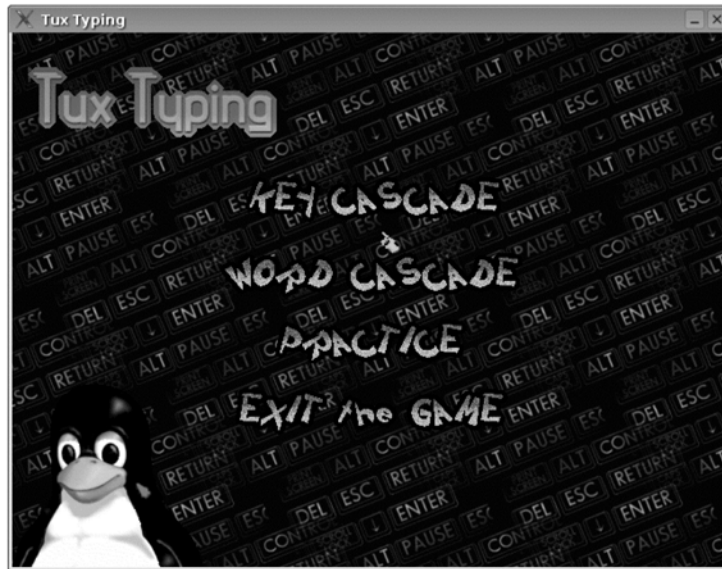 Tux Typing
Tux Typing
KEY CASCADE
WORD CASCADE
PRACTICE
EXIT the GAME